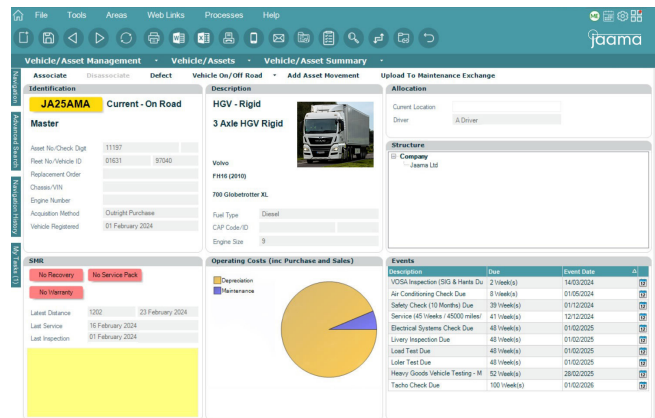 File Tools Areas Web Links Processes Help
jaama
Vehicle/Asset Management - Vehicle/Assets - Vehicle/Asset Summary -
Associate Disassociate Defect Vehicle On/Off Road Add Asset Movement Upload To Maintenance Exchange
Navigation
Advanced Search
Navigation History
My Tasks (1)
Identification
JA25AMA Current - On Road
Master
Asset No/Check Digit 11197
Fleet No/Vehicle ID 01631 97040
Replacement Order
Chassis/VIN
Engine Number
Acquisition Method Outright Purchase
Vehicle Registered 01 February 2024
Description
HGV - Rigid
3 Axle HGV Rigid
Volvo
FH16 (2010)
700 Globetrotter XL
Fuel Type Diesel
CAP Code/ID
Engine Size 9
Allocation
Current Location
Driver A Driver
Structure
Company
Jaama Ltd
SMR
No Recovery No Service Pack
No Warranty
Latest Distance 1202 23 February 2024
Last Service 16 February 2024
Last Inspection 01 February 2024
Operating Costs (inc Purchase and Sales)
Depreciation
Maintenance
Events
Description Due Event Date
VOSA Inspection (SIG & Hants Du 2 Week(s) 14/03/2024
Air Conditioning Check Due 8 Week(s) 01/05/2024
Safety Check (10 Months) Due 39 Week(s) 01/12/2024
Service (45 Weeks / 45000 miles/ 41 Week(s) 12/12/2024
Electrical Systems Check Due 48 Week(s) 01/02/2025
Livery Inspection Due 48 Week(s) 01/02/2025
Load Test Due 48 Week(s) 01/02/2025
Loler Test Due 48 Week(s) 01/02/2025
Heavy Goods Vehicle Testing - M 52 Week(s) 28/02/2025
Tacho Check Due 100 Week(s) 01/02/2026